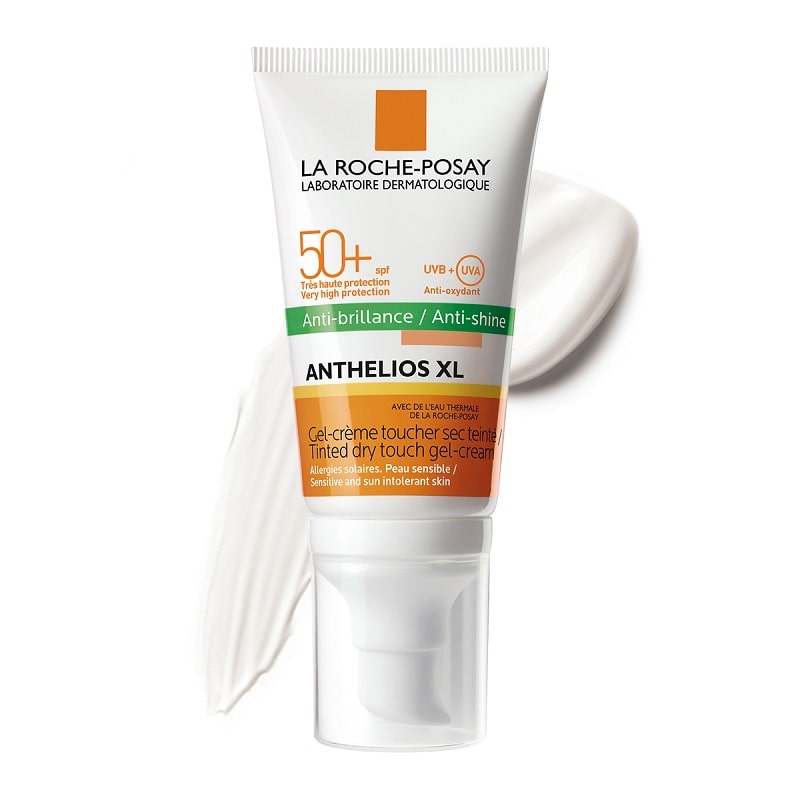 LA ROCHE-POSAY
LABORATOIRE DERMATOLOGIQUE
50+ spf
Très haute protection
Very high protection
UVB + UVA
Anti-oxydant
Anti-brillance / Anti-shine
ANTHELIOS XL
AVEC DE L'EAU THERMALE
DE LA ROCHE-POSAY
Gel-crème toucher sec teinté /
Tinted dry touch gel-cream
Allergies solaires. Peau sensible /
Sensitive and sun intolerant skin